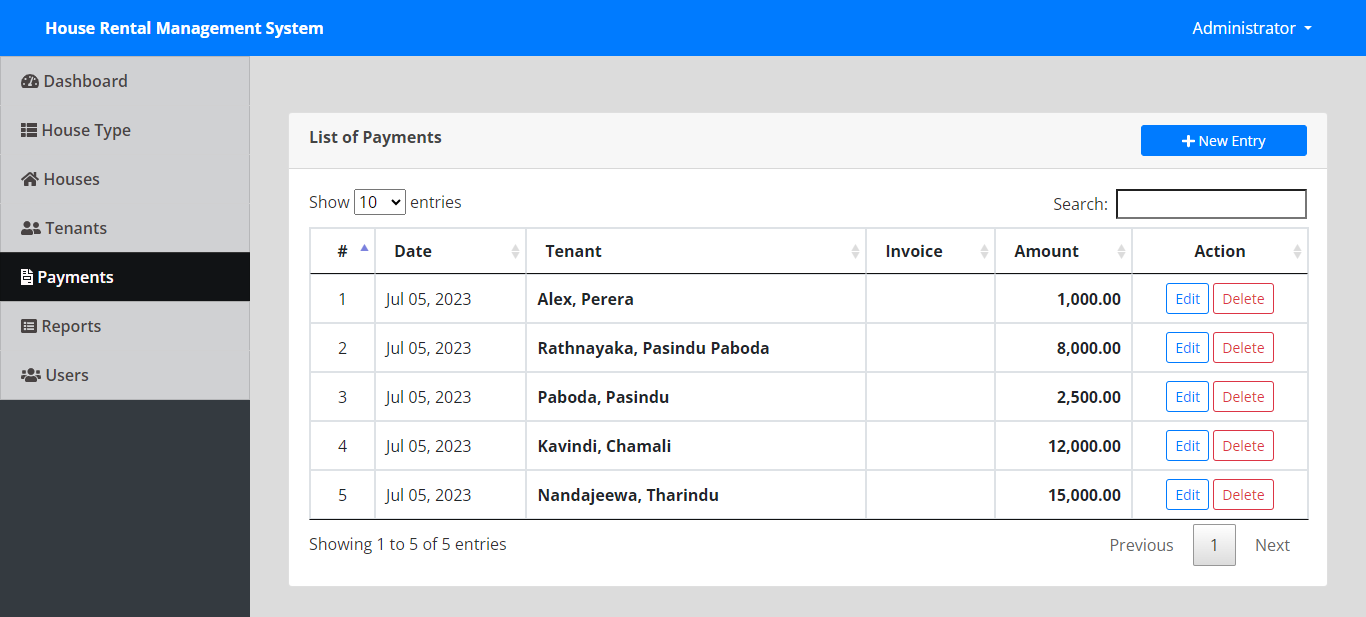 House Rental Management System Administrator
Dashboard
House Type
Houses
Tenants
Payments
Reports
Users
List of Payments New Entry
Show 10 entries Search:
# Date Tenant Invoice Amount Action
1 Jul 05, 2023 Alex, Perera 1,000.00 Edit Delete
2 Jul 05, 2023 Rathnayaka, Pasindu Paboda 8,000.00 Edit Delete
3 Jul 05, 2023 Paboda, Pasindu 2,500.00 Edit Delete
4 Jul 05, 2023 Kavindi, Chamali 12,000.00 Edit Delete
5 Jul 05, 2023 Nandajeewa, Tharindu 15,000.00 Edit Delete
Showing 1 to 5 of 5 entries Previous 1 Next